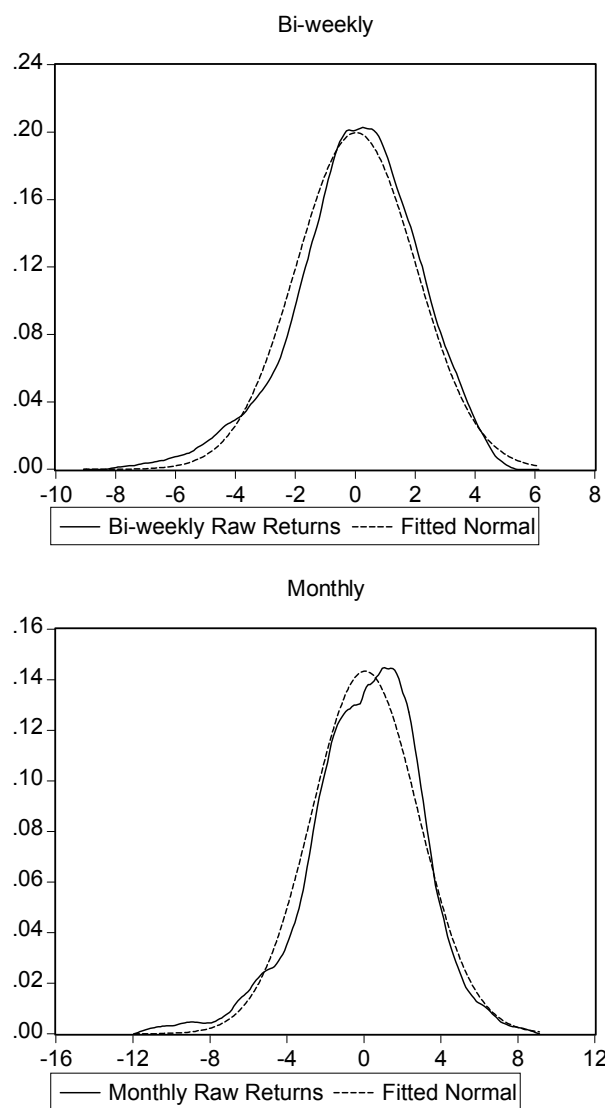 Bi-weekly
.24
.20
.16
.12
.08
.04
.00
-10 -8 -6 -4 -2 0 2 4 6 8
Bi-weekly Raw Returns Fitted Normal
Monthly
.16
.14
.12
.10
.08
.06
.04
.02
.00
-16 -12 -8 -4 0 4 8 12
Monthly Raw Returns Fitted Normal